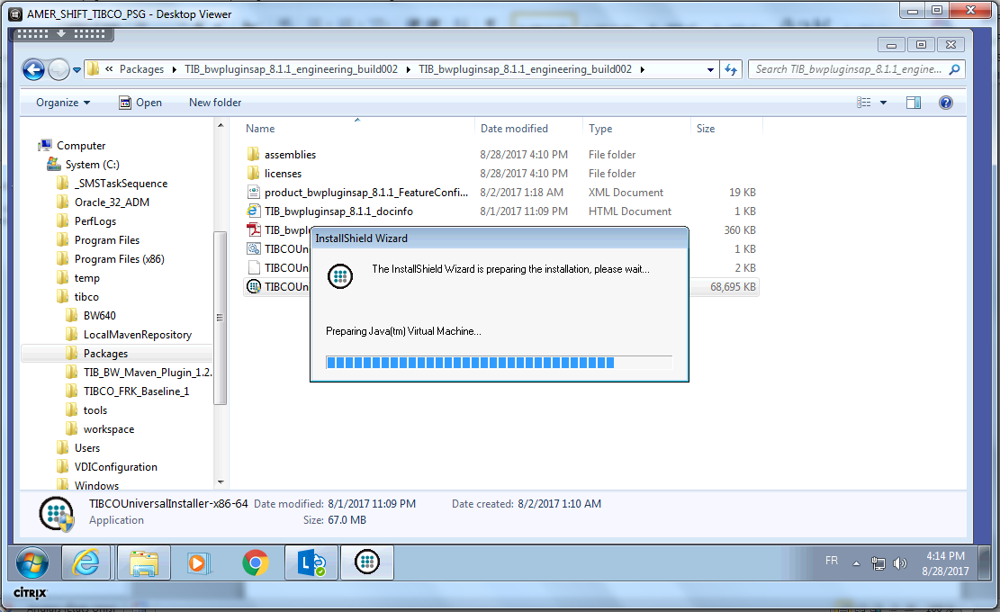 AMER_SHIFT_TIBCO_PSG - Desktop Viewer
« Packages TIB_bwpluginsap_8.1.1_engineering_build002 TIB_bwpluginsap_8.1.1_engineering_build002 Search TIB_bwpluginsap_8.1.1_engine...
Organize Open New folder
Name Date modified Type Size
Computer
System (C:)
_SMSTaskSequence
Oracle_32_ADM
PerfLogs
Program Files
Program Files (x86)
temp
tibco
BW640
LocalMavenRepository
Packages
TIB_BW_Maven_Plugin_1.2.
TIBCO_FRK_Baseline_1
tools
workspace
Users
VDIConfiguration
Windows
assemblies 8/28/2017 4:10 PM File folder
licenses 8/28/2017 4:10 PM File folder
product_bwpluginsap_8.1.1_FeatureConfi... 8/2/2017 1:18 AM XML Document 19 KB
TIB_bwpluginsap_8.1.1_docinfo 8/1/2017 11:09 PM HTML Document 1 KB
TIB_bwplu 360 KB
TIBCOUn 1 KB
TIBCOUn 2 KB
TIBCOUn 68,695 KB
InstallShield Wizard
The InstallShield Wizard is preparing the installation, please wait...
Preparing Java(tm) Virtual Machine...
TIBCOUniversalInstaller-x86-64 Date modified: 8/1/2017 11:09 PM Date created: 8/2/2017 1:10 AM
Application Size: 67.0 MB
FR
4:14 PM
8/28/2017
CİTRIX